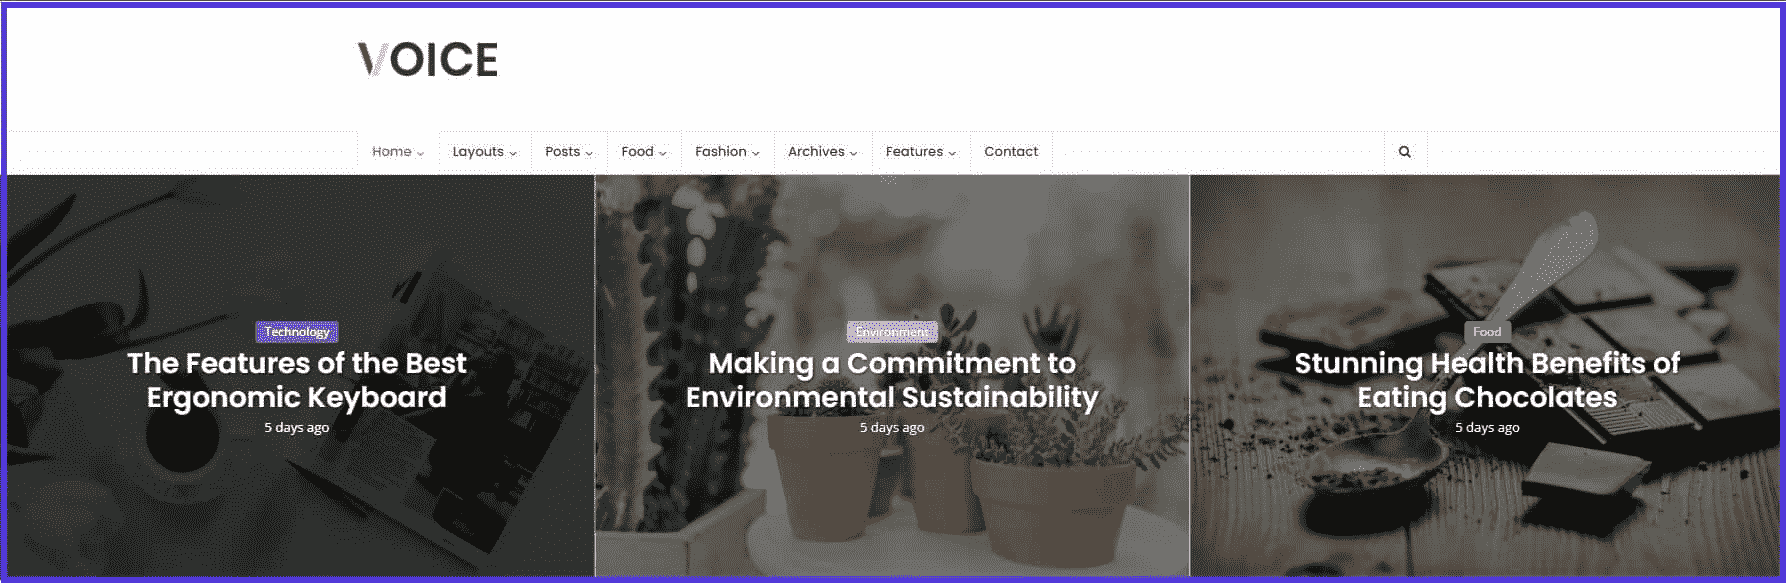 VOICE
Home
Layouts
Posts
Food
Fashion
Archives
Features
Contact
Technology
The Features of the Best
Ergonomic Keyboard
5 days ago
Environment
Making a Commitment to
Environmental Sustainability
5 days ago
Food
Stunning Health Benefits of
Eating Chocolates
5 days ago